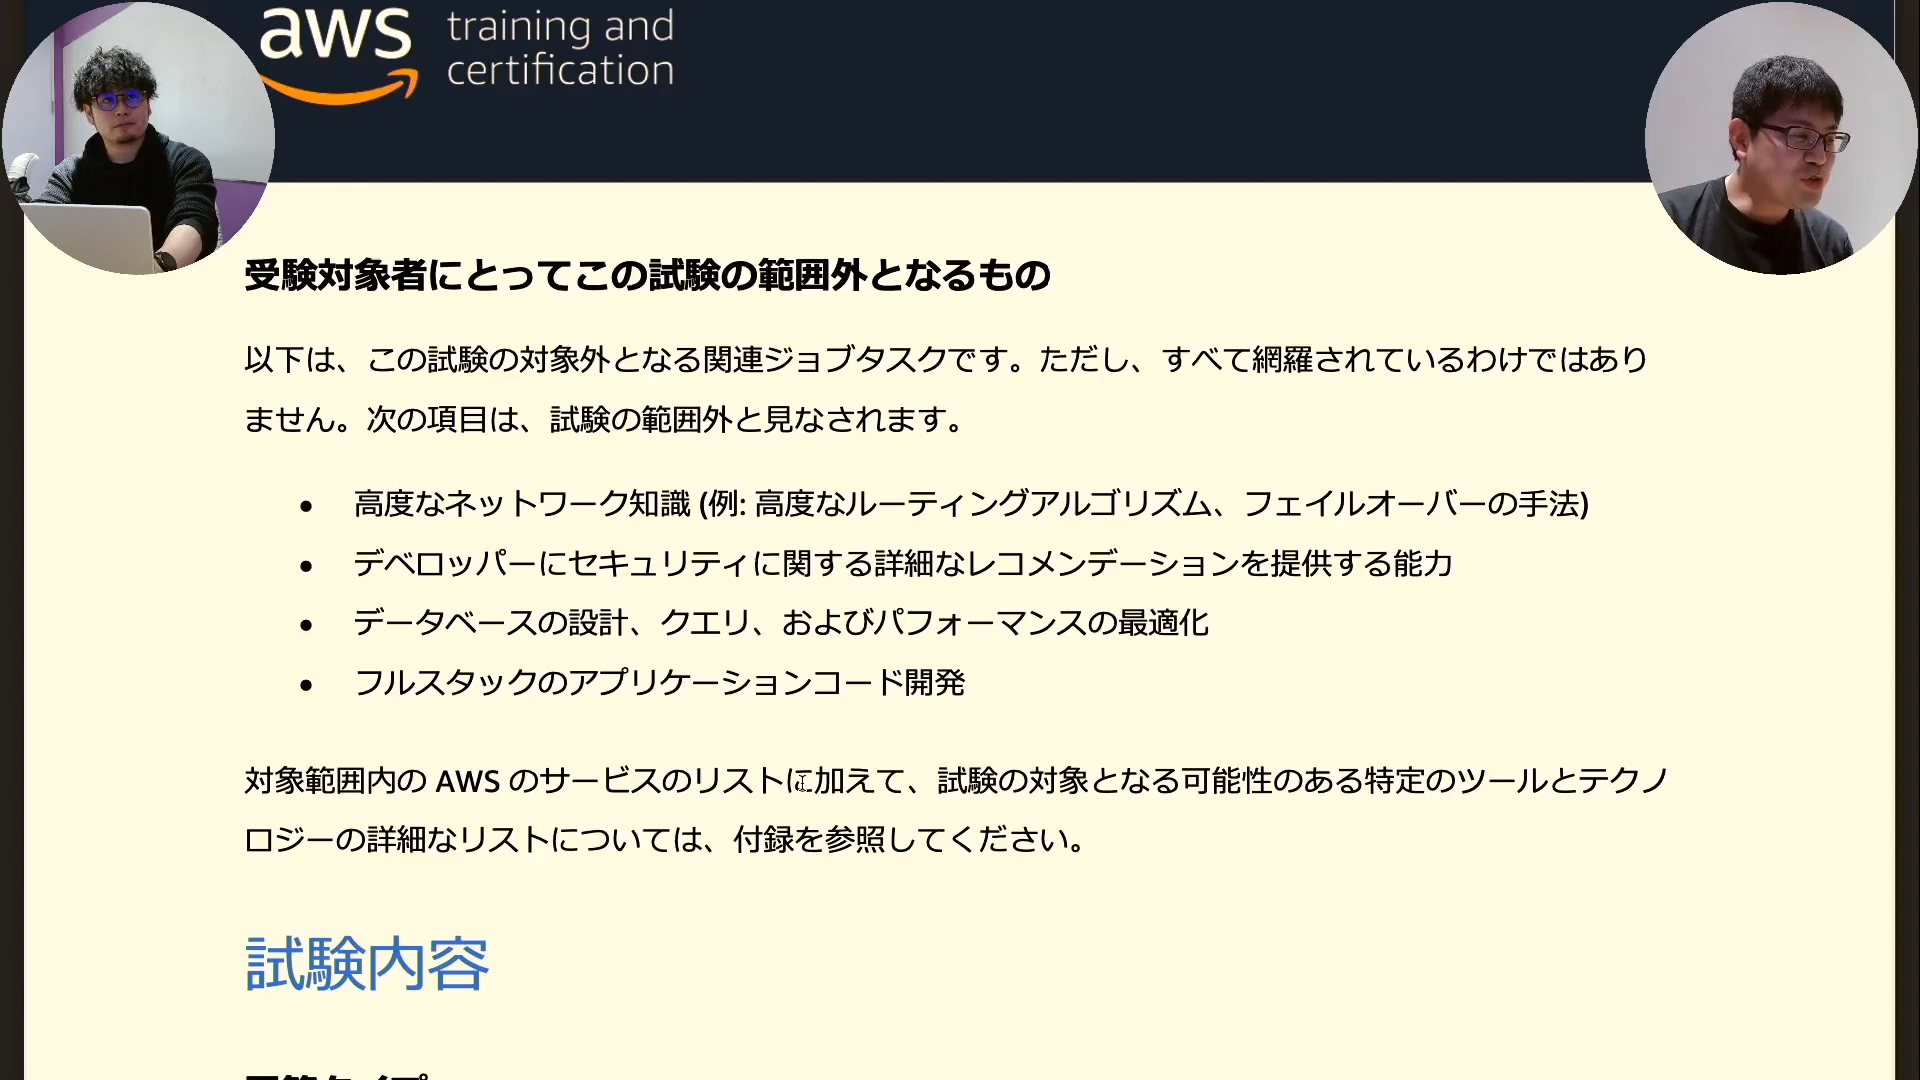 aws training and
certification
受験対象者にとってこの試験の範囲外となるもの
以下は、この試験の対象外となる関連ジョブタスクです。ただし、すべて網羅されているわけではあり
ません。次の項目は、試験の範囲外と見なされます。
• 高度なネットワーク知識 (例: 高度なルーティングアルゴリズム、フェイルオーバーの手法)
• デベロッパーにセキュリティに関する詳細なレコメンデーションを提供する能力
• データベースの設計、クエリ、およびパフォーマンスの最適化
• フルスタックのアプリケーションコード開発
対象範囲内の AWS のサービスのリストに加えて、試験の対象となる可能性のある特定のツールとテクノ
ロジーの詳細なリストについては、付録を参照してください。
試験内容